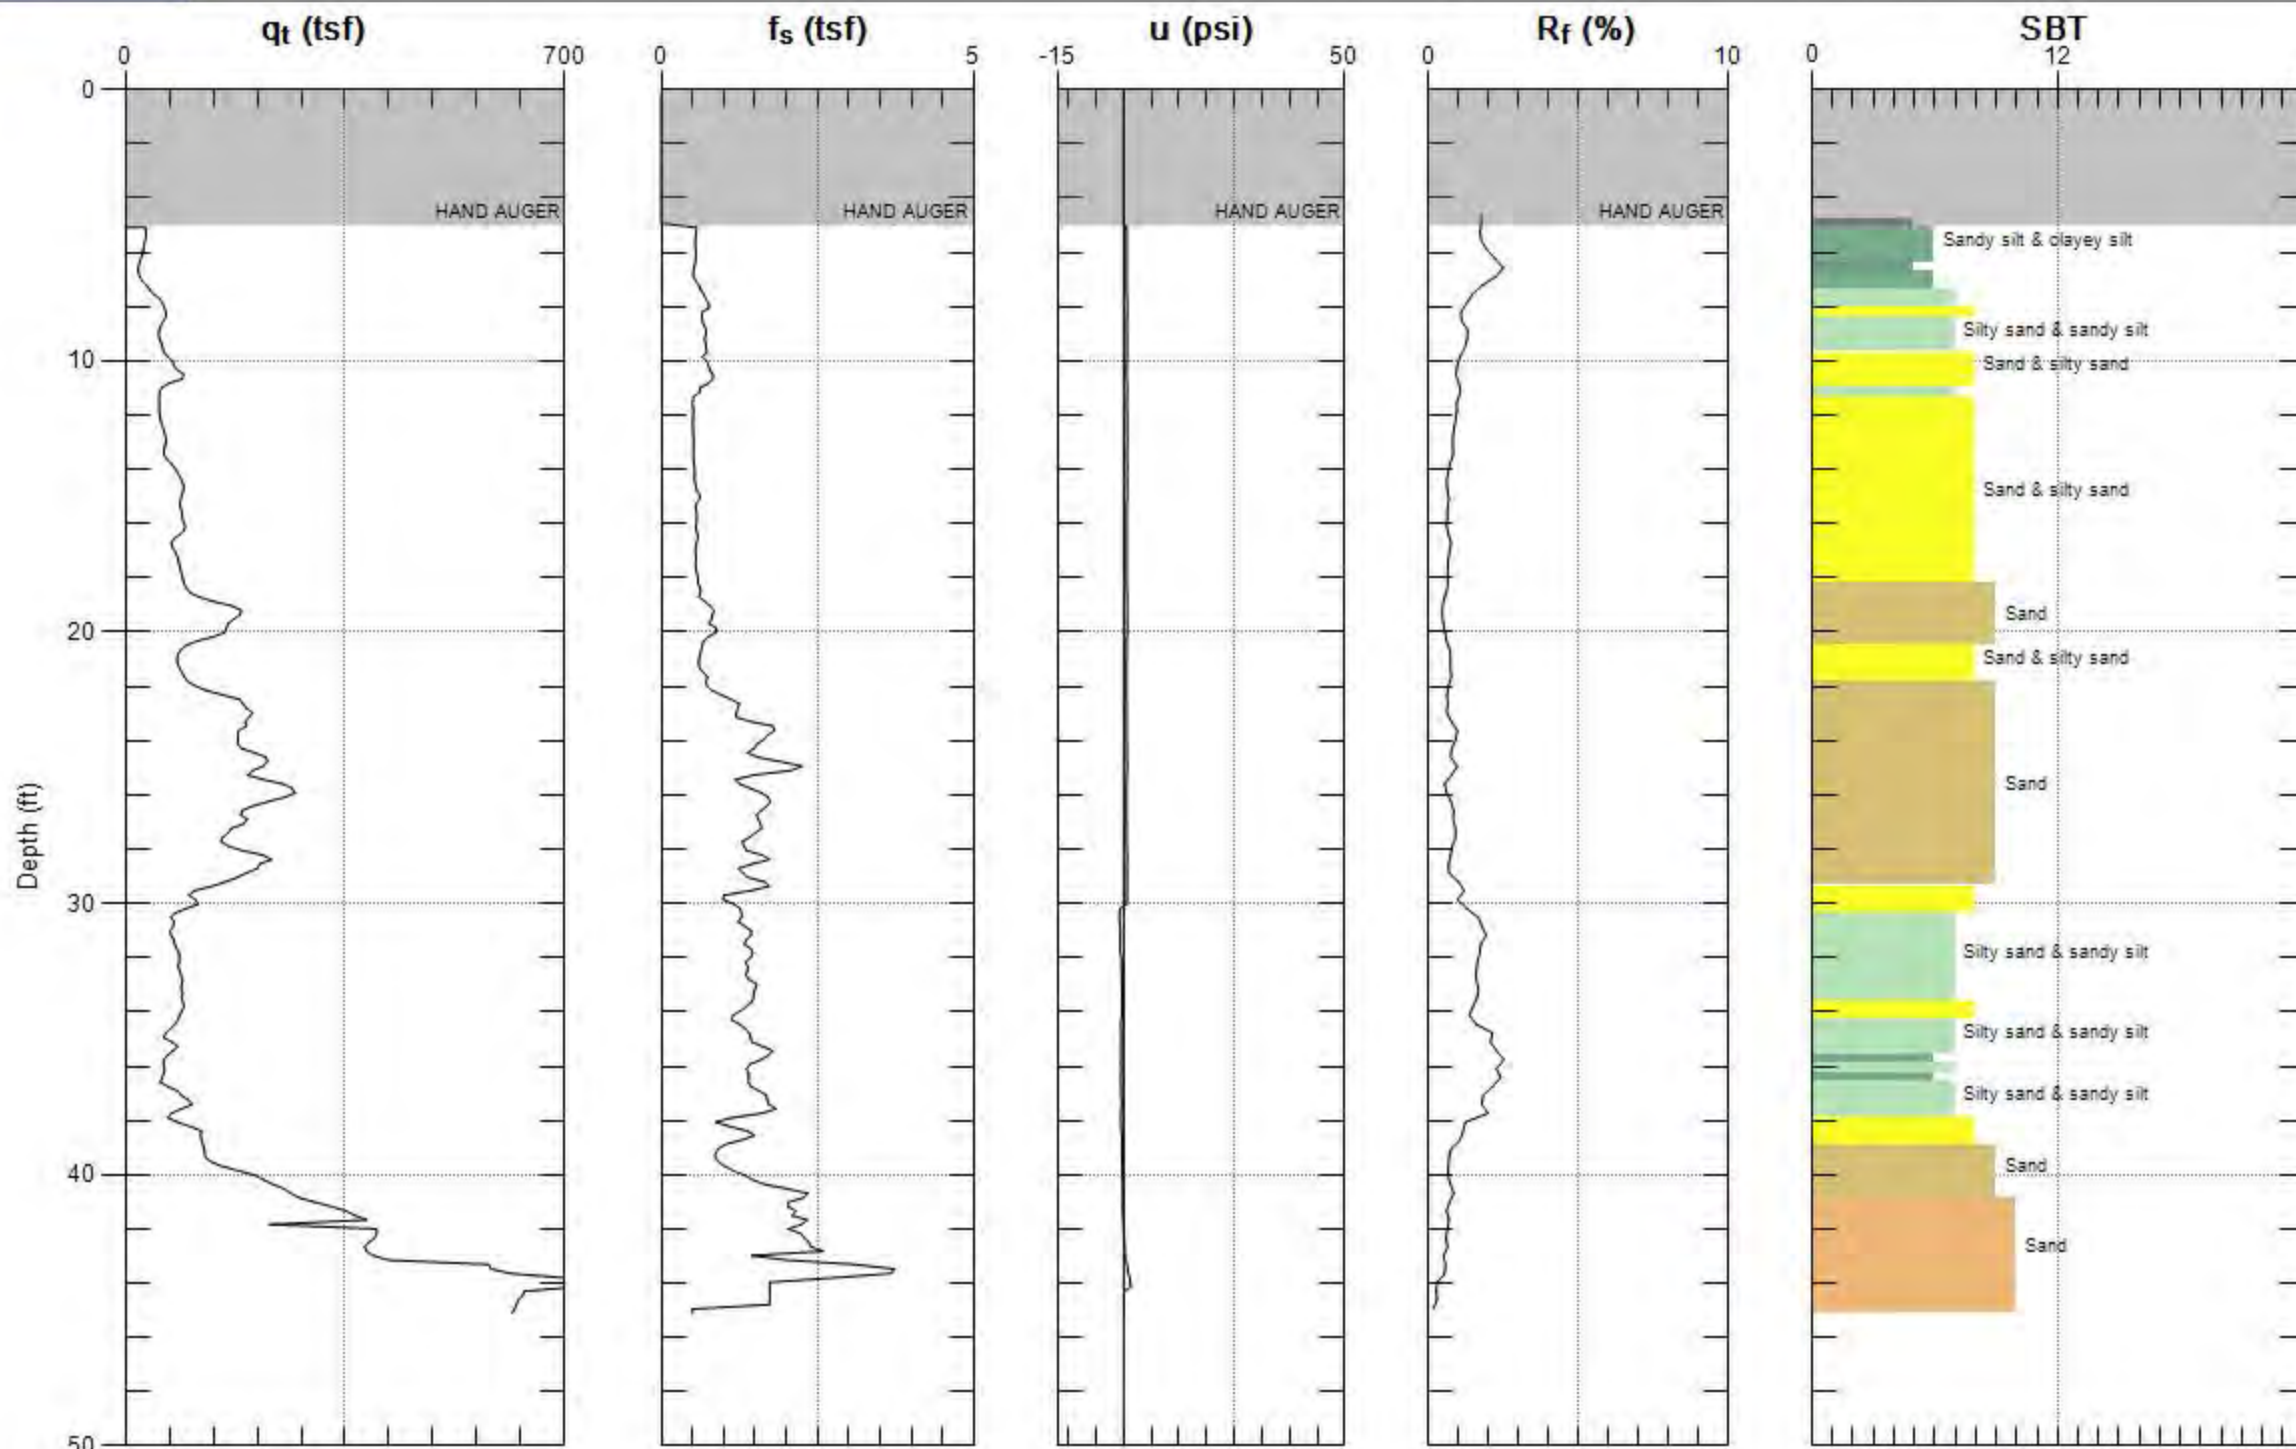 qt (tsf) fs (tsf) u (psi) Rf (%) SBT
0 700 0 5 -15 50 0 10 0 12
0
HAND AUGER HAND AUGER HAND AUGER HAND AUGER
Sandy silt & clayey silt
Silty sand & sandy silt
10
Sand & silty sand
Sand & silty sand
Sand
20
Sand & silty sand
Sand
Depth (ft)
30
Silty sand & sandy silt
Silty sand & sandy silt
Silty sand & sandy silt
40
Sand
Sand
50